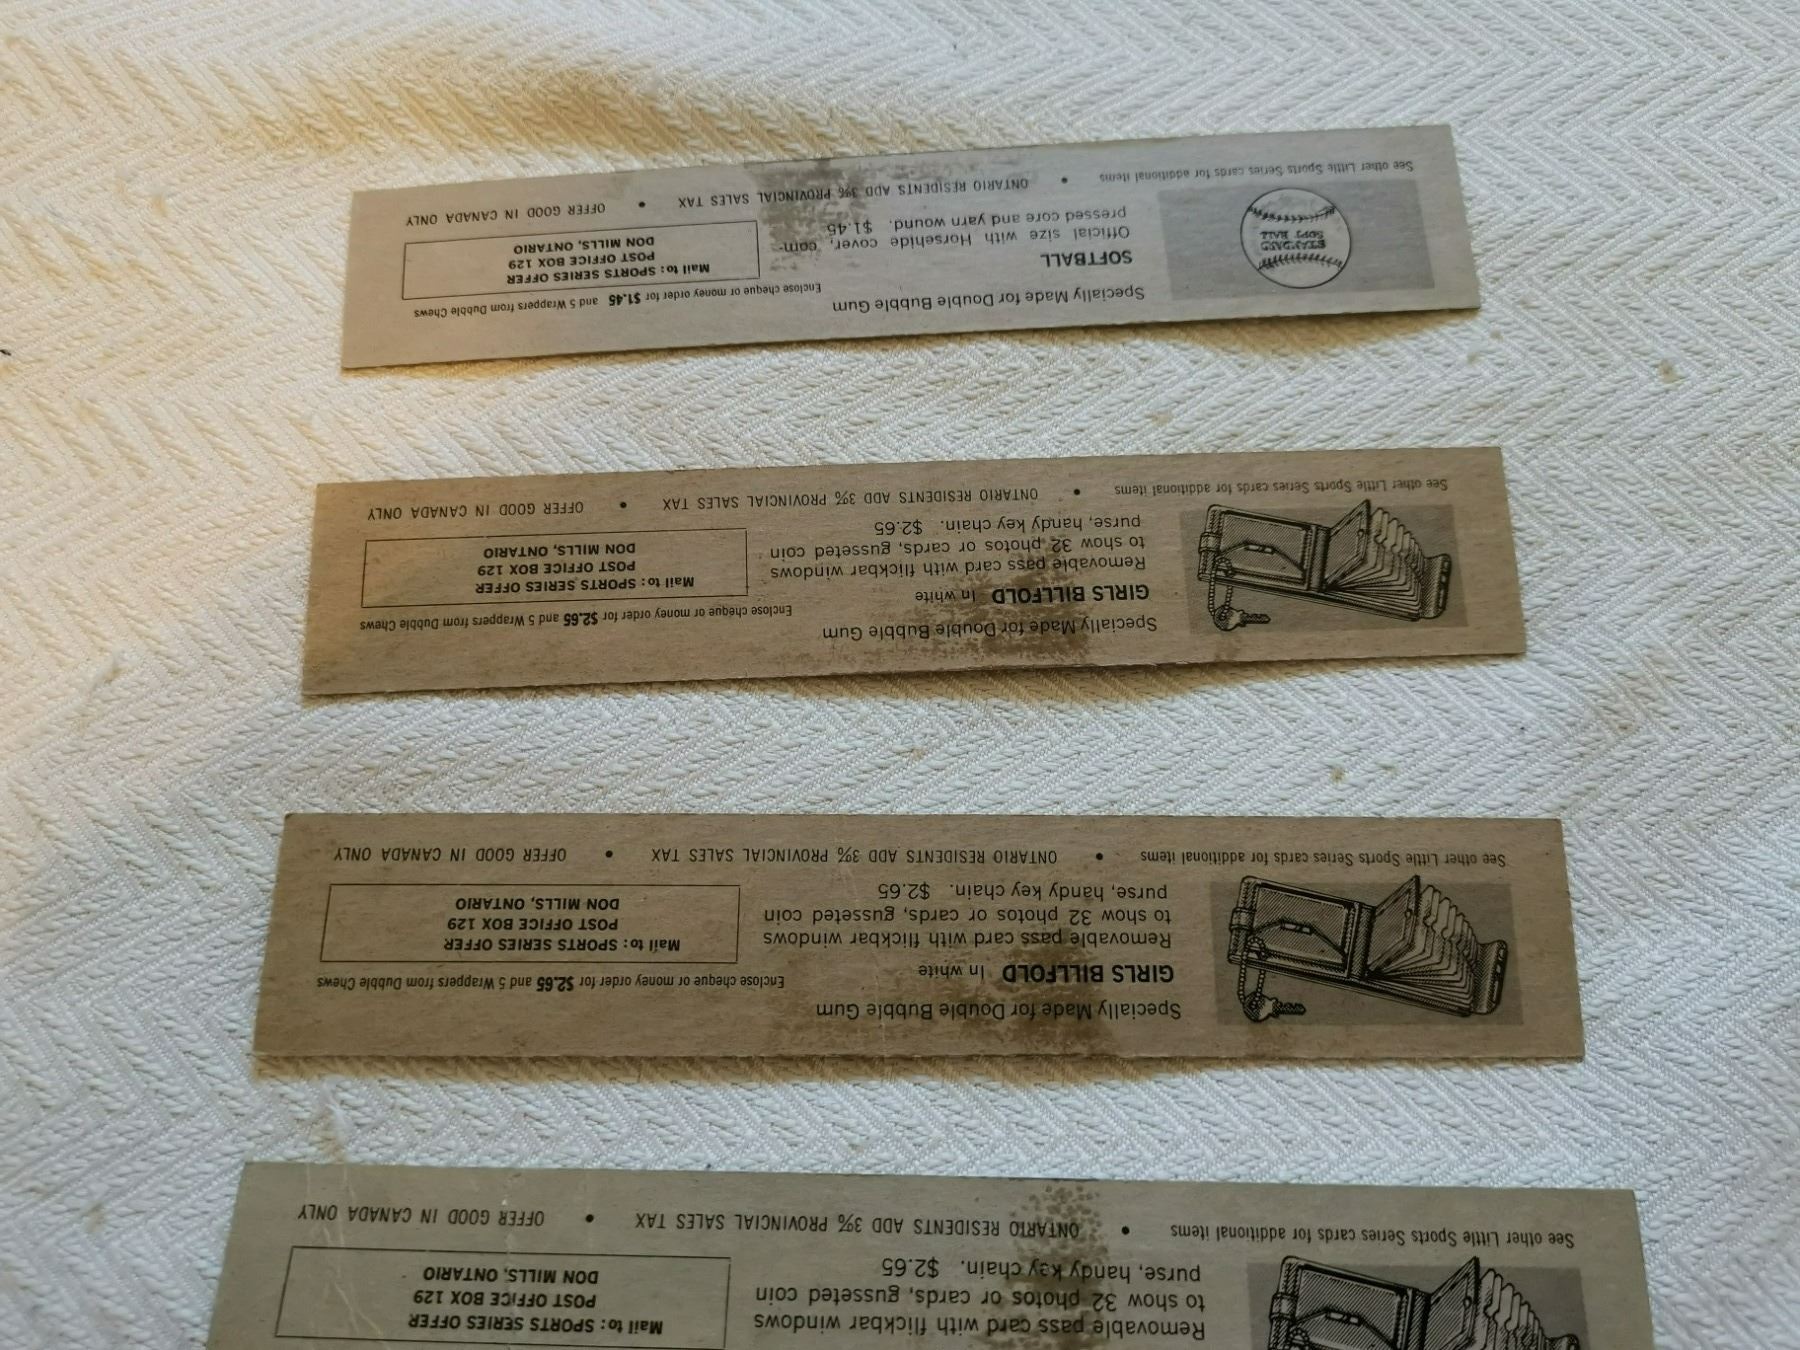 Specially Made for Double Bubble Gum
SOFTBALL
Official size with Horsehide cover, com-
pressed core and yarn wound. $1.45
STANDARD
SOFT BALL
Enclose cheque or money order for $1.45 and 5 Wrappers from Dubble Chews
Mail to: SPORTS SERIES OFFER
POST OFFICE BOX 129
DON MILLS, ONTARIO
See other Little Sports Series cards for additional items • ONTARIO RESIDENTS ADD 3% PROVINCIAL SALES TAX • OFFER GOOD IN CANADA ONLY
Specially Made for Double Bubble Gum
GIRLS BILLFOLD In white
Removable pass card with flickbar windows
to show 32 photos or cards, gusseted coin
purse, handy key chain. $2.65
Enclose cheque or money order for $2.65 and 5 Wrappers from Dubble Chews
Mail to: SPORTS SERIES OFFER
POST OFFICE BOX 129
DON MILLS, ONTARIO
See other Little Sports Series cards for additional items • ONTARIO RESIDENTS ADD 3% PROVINCIAL SALES TAX • OFFER GOOD IN CANADA ONLY
Specially Made for Double Bubble Gum
GIRLS BILLFOLD In white
Removable pass card with flickbar windows
to show 32 photos or cards, gusseted coin
purse, handy key chain. $2.65
Enclose cheque or money order for $2.65 and 5 Wrappers from Dubble Chews
Mail to: SPORTS SERIES OFFER
POST OFFICE BOX 129
DON MILLS, ONTARIO
See other Little Sports Series cards for additional items • ONTARIO RESIDENTS ADD 3% PROVINCIAL SALES TAX • OFFER GOOD IN CANADA ONLY
Removable pass card with flickbar windows
to show 32 photos or cards, gusseted coin
purse, handy key chain. $2.65
Mail to: SPORTS SERIES OFFER
POST OFFICE BOX 129
DON MILLS, ONTARIO
See other Little Sports Series cards for additional items • ONTARIO RESIDENTS ADD 3% PROVINCIAL SALES TAX • OFFER GOOD IN CANADA ONLY